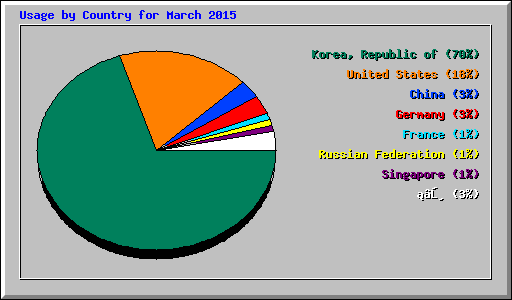 Usage by Country for March 2015
Korea, Republic of (70%)
United States (18%)
China (3%)
Germany (3%)
France (1%)
Russian Federation (1%)
Singapore (1%)
(3%)